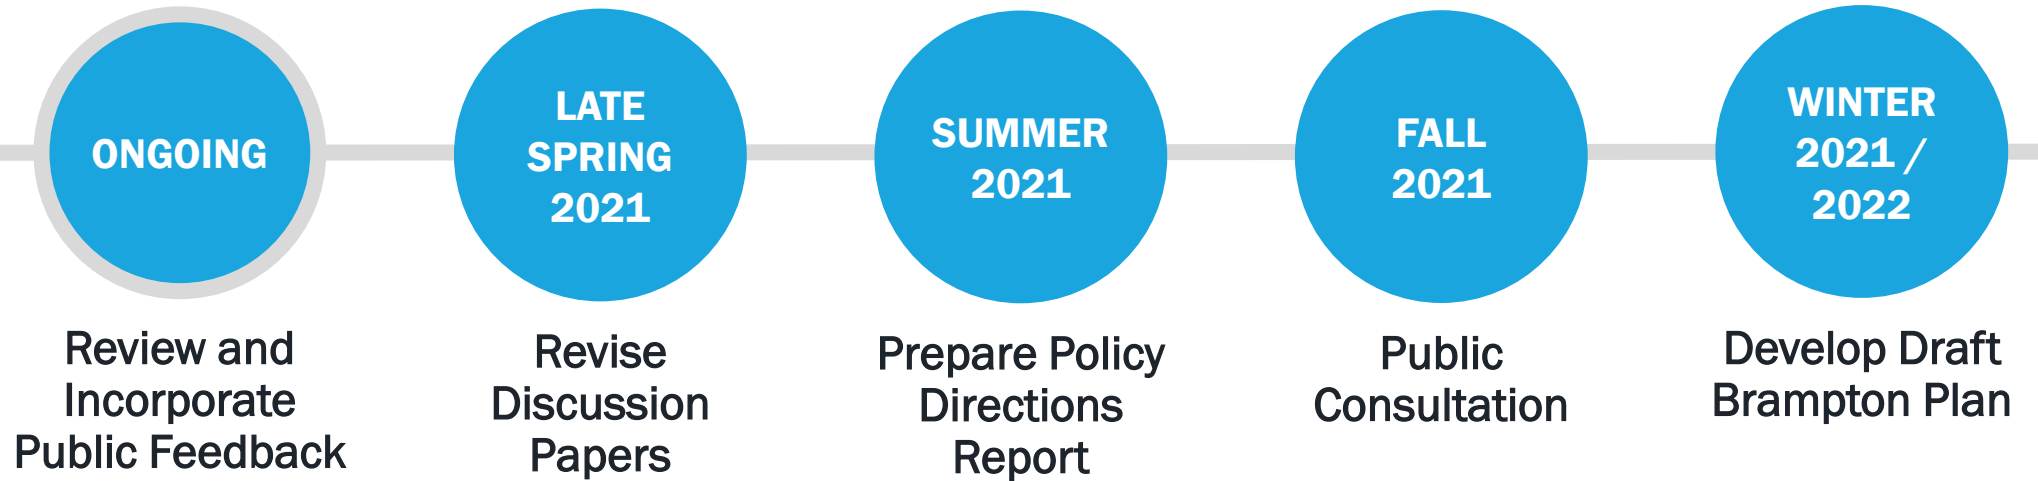 ONGOING
Review and
Incorporate
Public Feedback
LATE
SPRING
2021
Revise
Discussion
Papers
SUMMER
2021
Prepare Policy
Directions
Report
FALL
2021
Public
Consultation
WINTER
2021 /
2022
Develop Draft
Brampton Plan